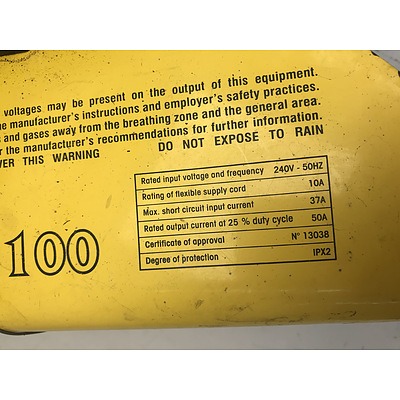 voltages may be present on the output of this equipment.
he manufacturer's instructions and employer's safety practices.
s and gases away from the breathing zone and the general area.
r the manufacturer's recommendations for further information.
VER THIS WARNING DO NOT EXPOSE TO RAIN
Rated input voltage and frequency 240V - 50HZ
Rating of flexible supply cord 10A
Max. short circuit input current 37A
Rated output current at 25 % duty cycle 50A
Certificate of approval N° 13038
Degree of protection IPX2
100